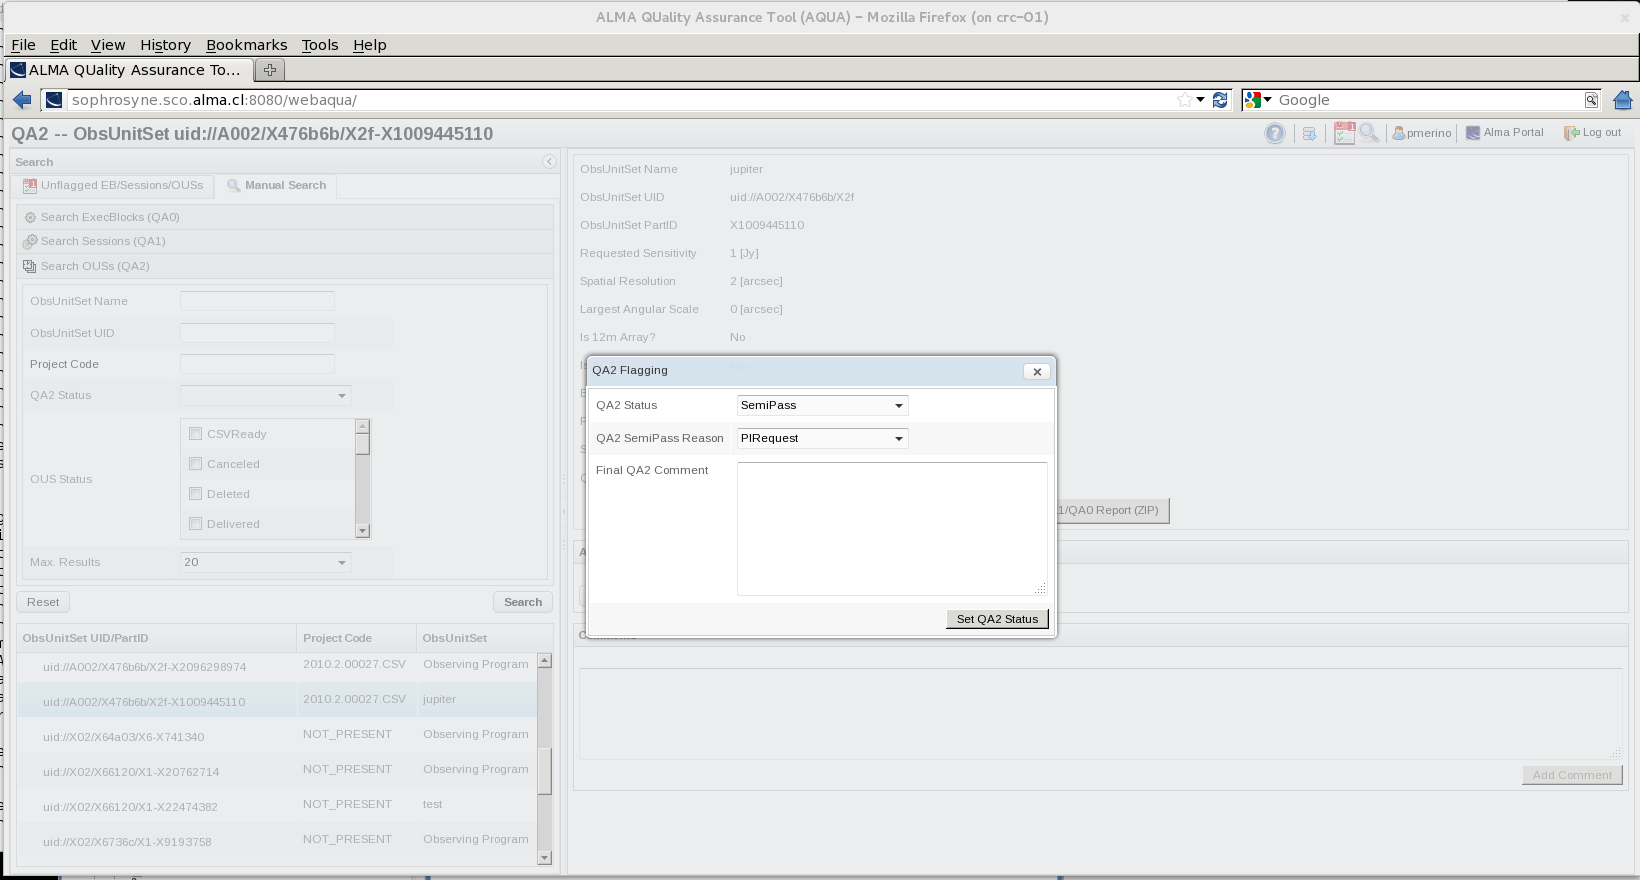 ALMA QUality Assurance Tool (AQUA) - Mozilla Firefox (on crc-01)
File Edit View History Bookmarks Tools Help
ALMA QUality Assurance To...
sophrosyne.sco.alma.cl:8080/webaqua/
Google
QA2 -- ObsUnitSet uid://A002/X476b6b/X2f-X1009445110
pmerino
Alma Portal
Log out
Search
Unflagged EB/Sessions/OUSs
Manual Search
Search ExecBlocks (QA0)
Search Sessions (QA1)
Search OUSs (QA2)
ObsUnitSet Name
ObsUnitSet UID
Project Code
QA2 Status
OUS Status
CSVReady
Canceled
Deleted
Delivered
Max. Results 20
Reset
Search
ObsUnitSet UID/PartID Project Code ObsUnitSet
uid://A002/X476b6b/X2f-X2096298974 2010.2.00027.CSV Observing Program
uid://A002/X476b6b/X2f-X1009445110 2010.2.00027.CSV jupiter
uid://X02/X64a03/X6-X741340 NOT_PRESENT Observing Program
uid://X02/X66120/X1-X20762714 NOT_PRESENT Observing Program
uid://X02/X66120/X1-X22474382 NOT_PRESENT test
uid://X02/X6736c/X1-X9193758 NOT_PRESENT Observing Program
ObsUnitSet Name jupiter
ObsUnitSet UID uid://A002/X476b6b/X2f
ObsUnitSet PartID X1009445110
Requested Sensitivity 1 [Jy]
Spatial Resolution 2 [arcsec]
Largest Angular Scale 0 [arcsec]
Is 12m Array? No
QA2 Flagging
QA2 Status SemiPass
QA2 SemiPass Reason PIRequest
Final QA2 Comment
Set QA2 Status
1/QA0 Report (ZIP)
Add Comment